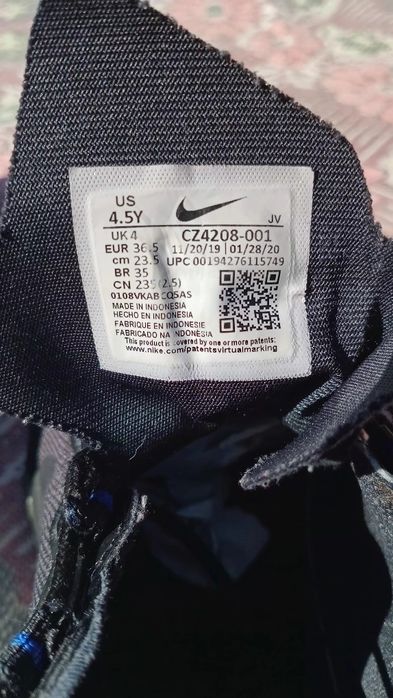 US
4.5Y
JV
UK 4
CZ4208-001
EUR 36.5
11/20/19 01/28/20
cm 23.5
UPC 00194276115749
BR 35
CN 235(2.5)
0108VKABCQSAS
MADE IN INDONESIA
HECHO EN INDONESIA
FABRIQUE EN INDONESIE
FABRICADO NA INDONESIA
This product is covered by one or more patents:
www.nike.com/patentsvirtualmarking